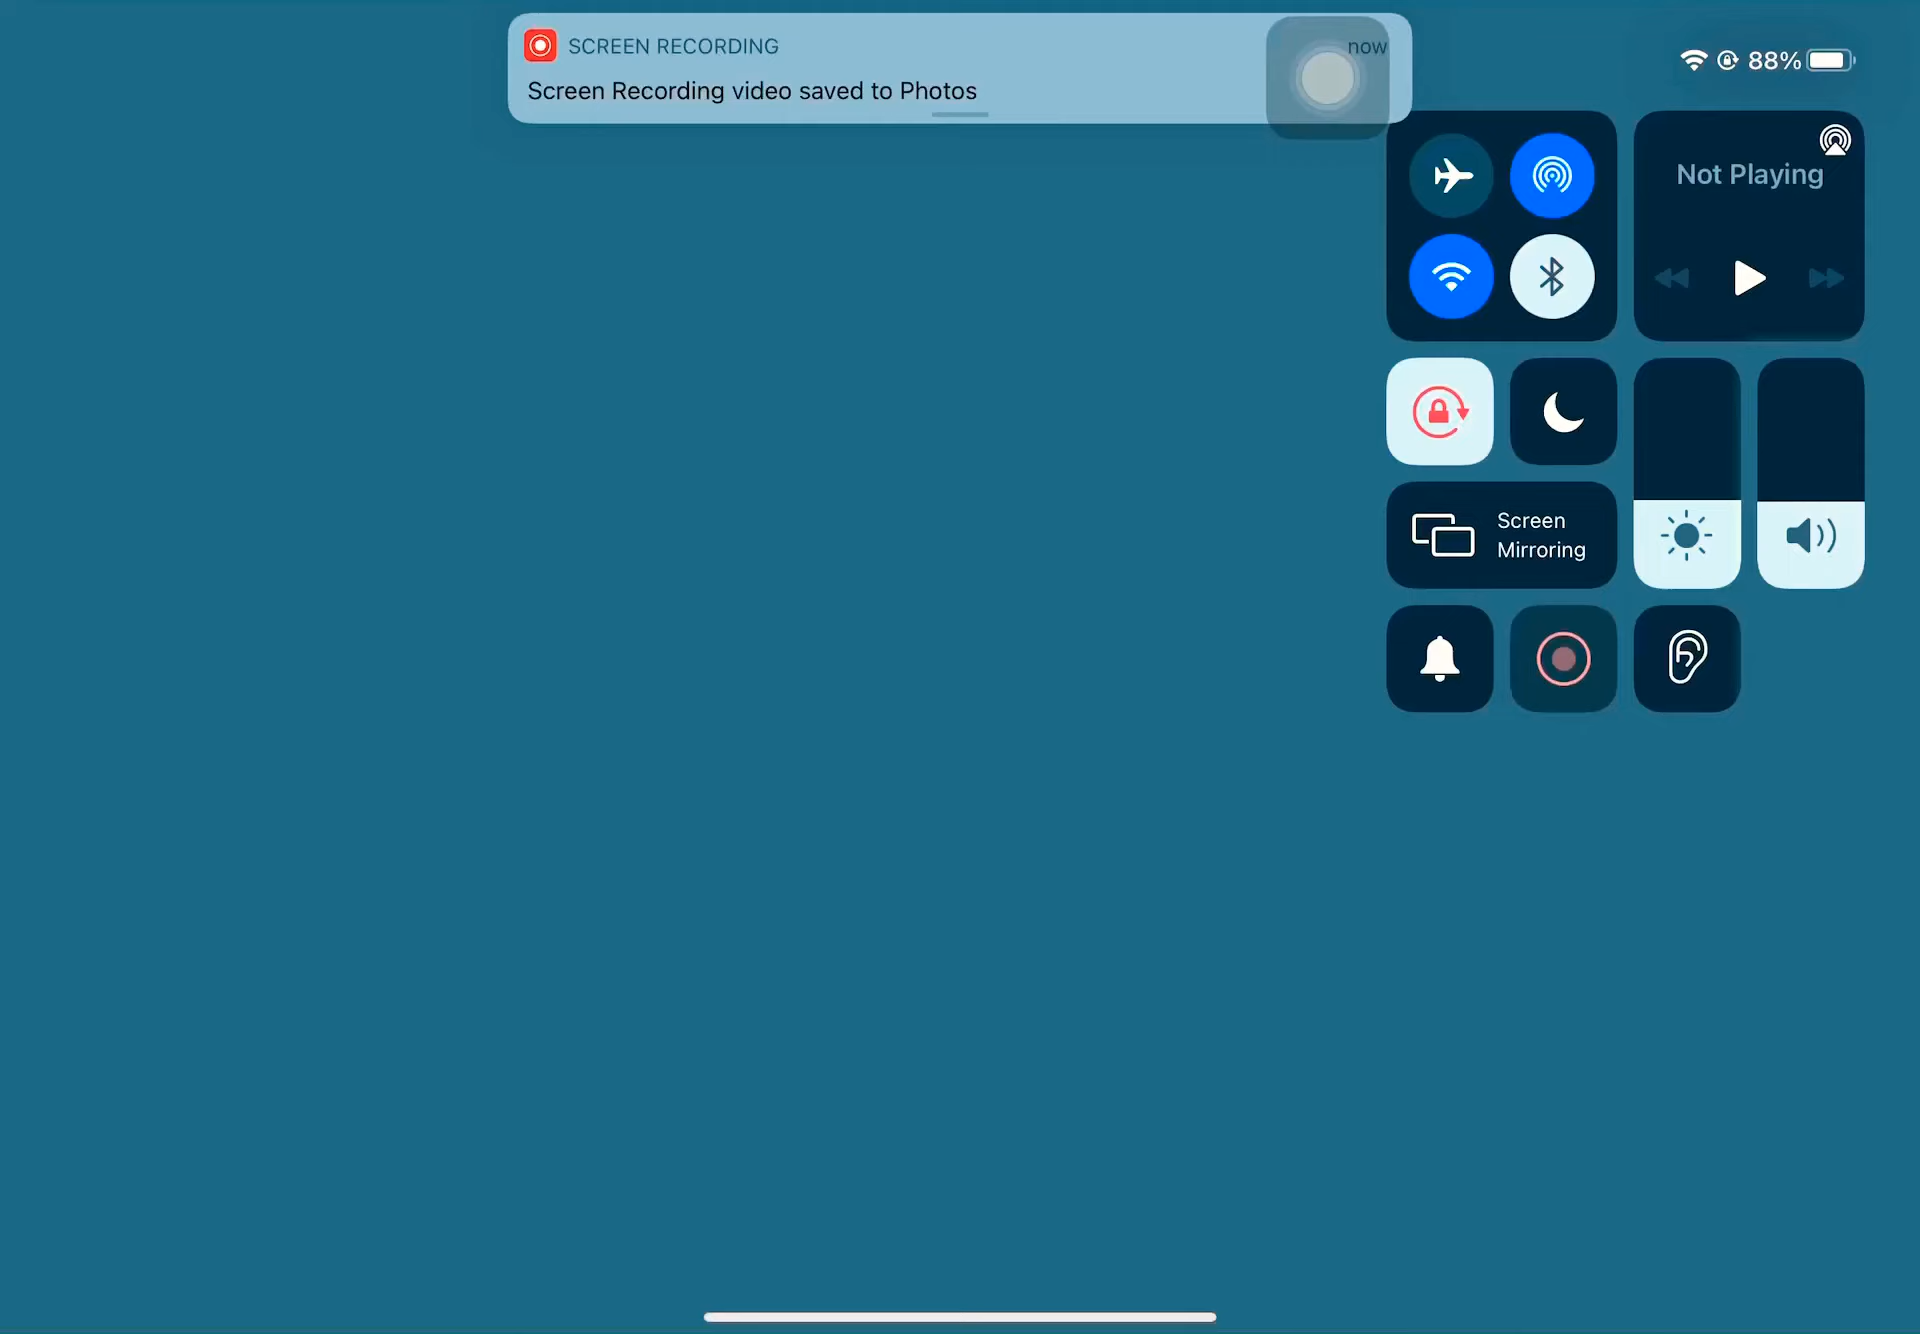 SCREEN RECORDING
now
Screen Recording video saved to Photos
88%
Not Playing
Screen
Mirroring